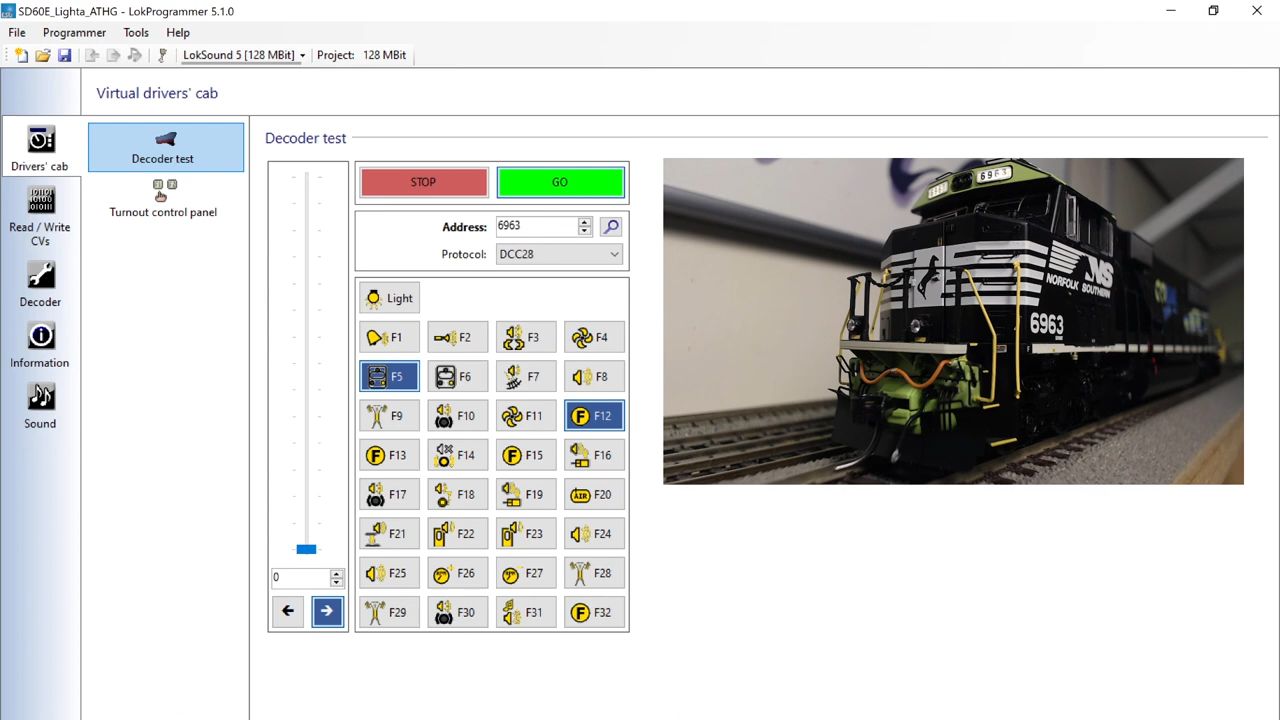 SD60E_Lighta_ATHG - LokProgrammer 5.1.0
File Programmer Tools Help
LokSound 5 [128 MBit] Project: 128 MBit
Virtual drivers' cab
Drivers' cab
Read / Write
CVs
Decoder
Information
Sound
Decoder test
Turnout control panel
Decoder test
STOP GO
Address: 6963
Protocol: DCC28
Light
F1 F2 F3 F4
F5 F6 F7 F8
F9 F10 F11 F F12
F F13 F14 F F15 F16
F17 F18 F19 AIR F20
F21 F22 F23 F24
F25 F26 F27 F28
F29 F30 F31 F F32
0
6963
NS
NORFOLK SOUTHERN
6963